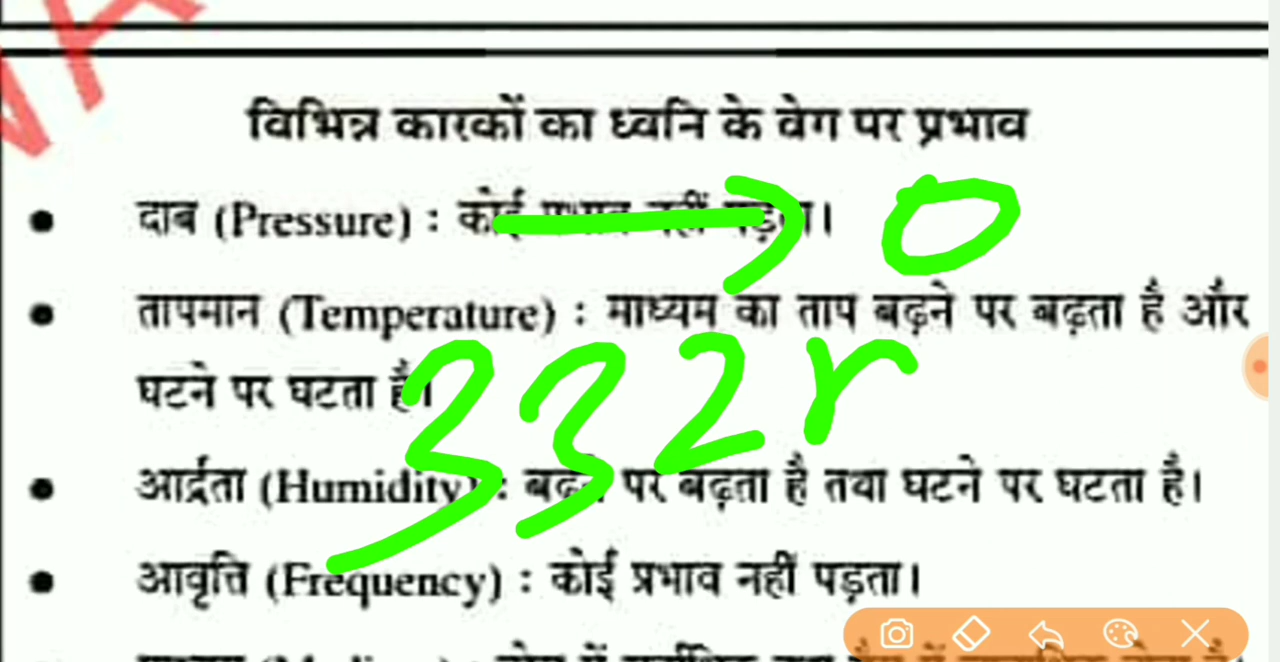 विभिन्न कारकों का ध्वनि के वेग पर प्रभाव
• दाब (Pressure) : कोई प्रभाव नहीं पड़ता। 0
• तापमान (Temperature) : माध्यम का ताप बढ़ने पर बढ़ता है और
घटने पर घटता है।
332r
• आर्द्रता (Humidity) : बढ़ने पर बढ़ता है तथा घटने पर घटता है।
• आवृत्ति (Frequency) : कोई प्रभाव नहीं पड़ता।